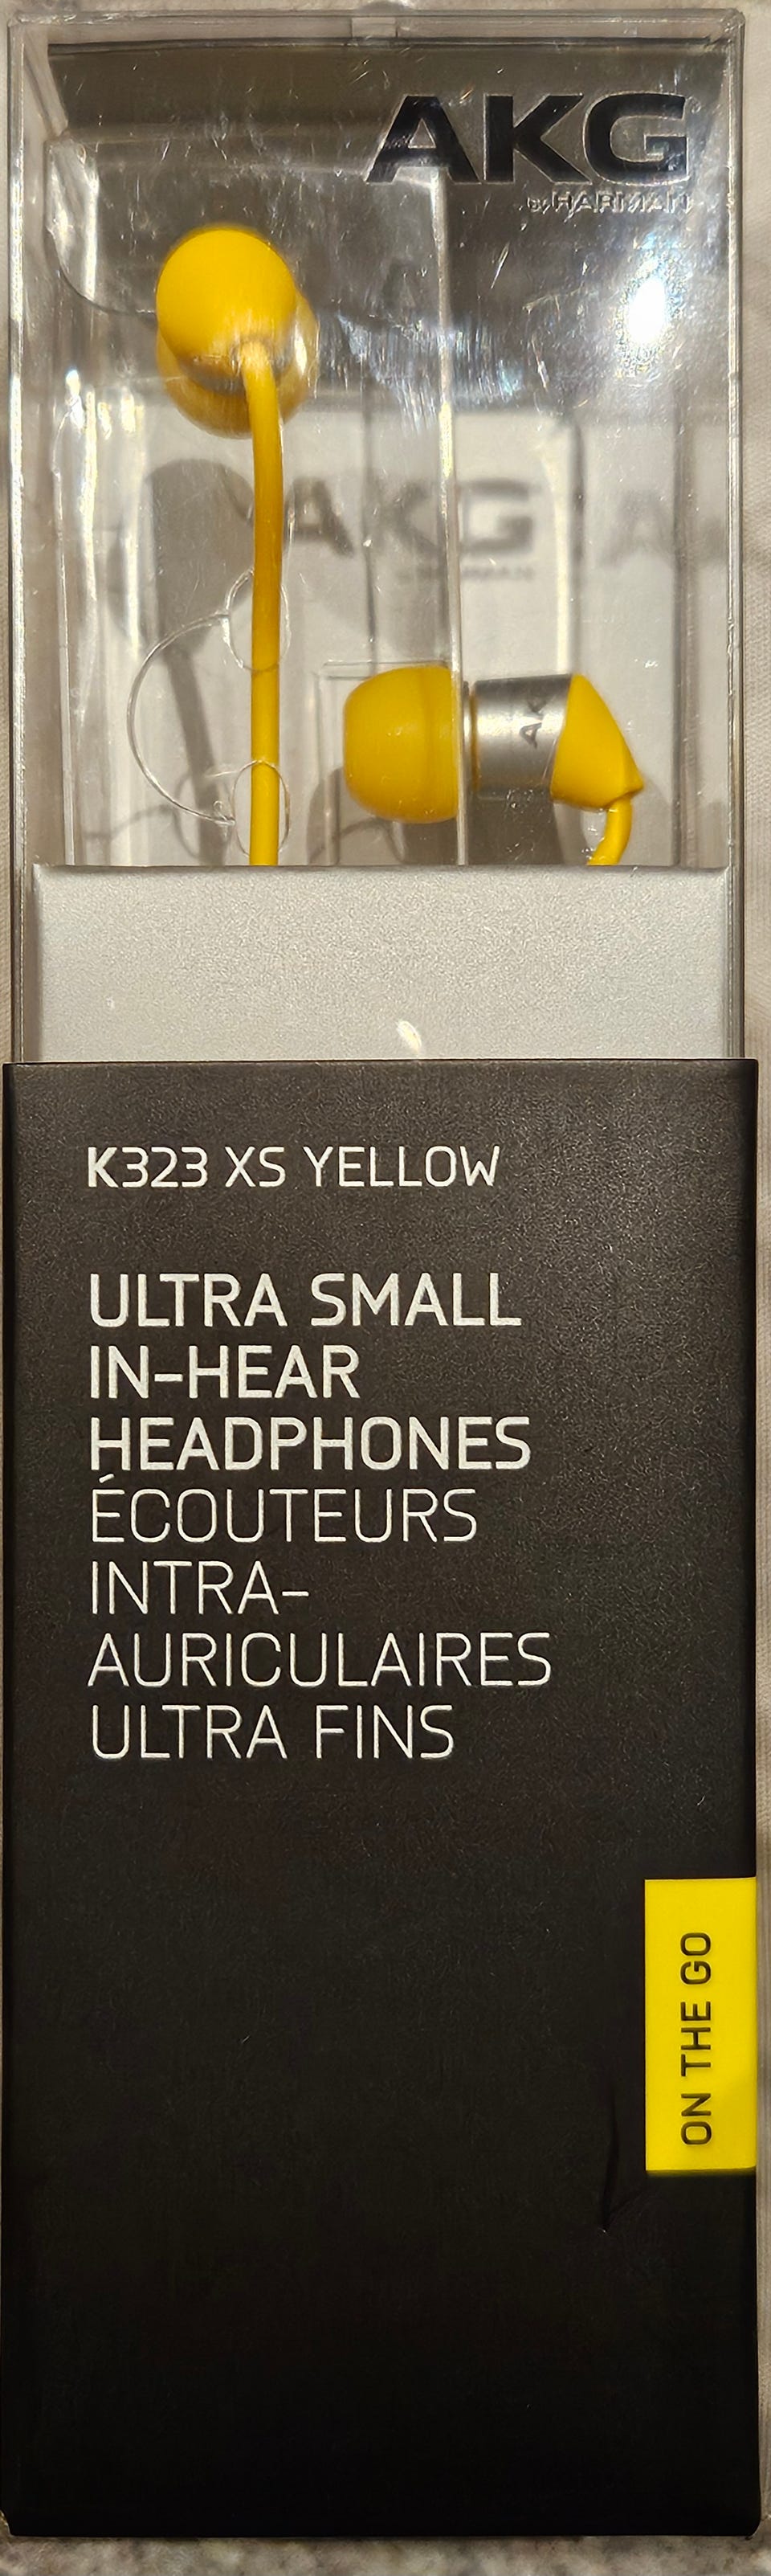 AKG
by HARMAN
AKG
AK
K323 XS YELLOW
ULTRA SMALL
IN-HEAR
HEADPHONES
ÉCOUTEURS
INTRA-
AURICULAIRES
ULTRA FINS
ON THE GO